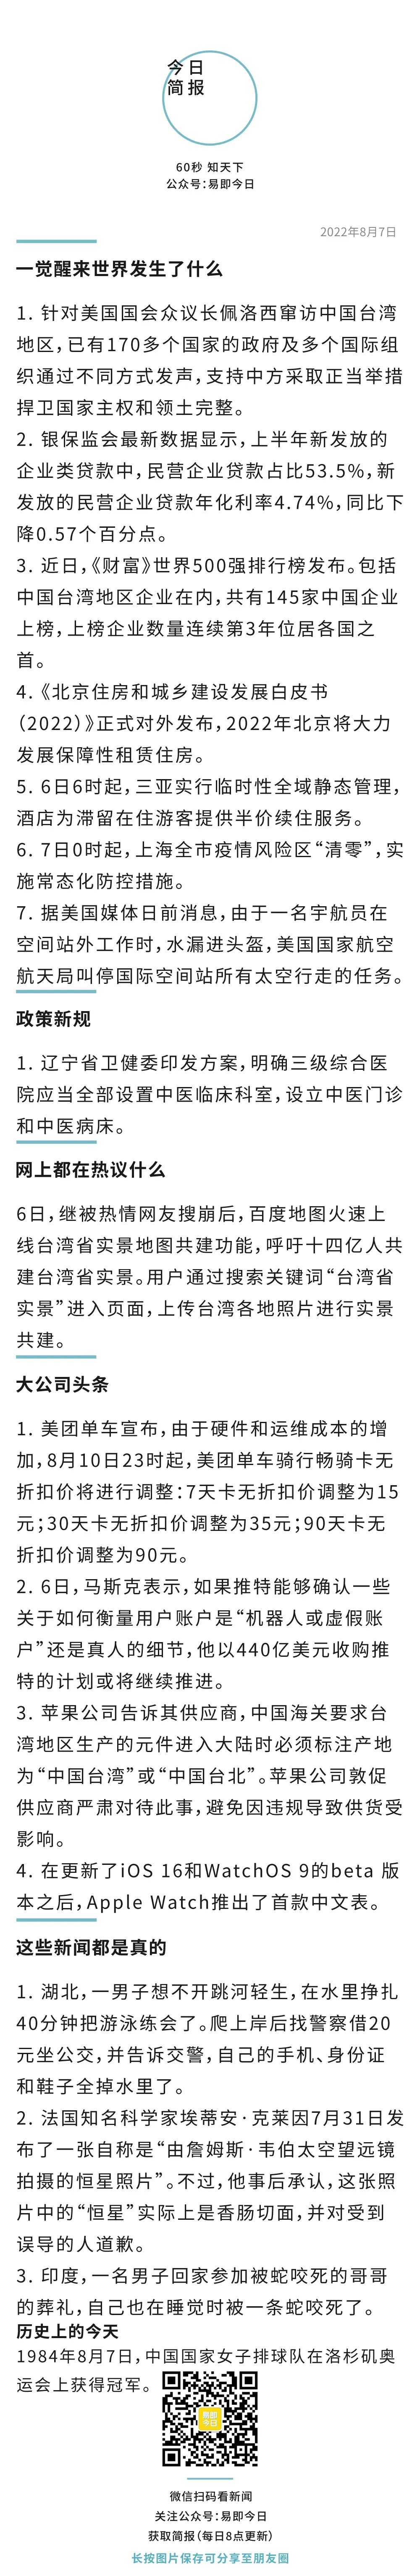 今日
简报
60秒 知天下
公众号：易即今日
2022年8月7日
一觉醒来世界发生了什么
1. 针对美国国会众议长佩洛西窜访中国台湾
地区，已有170多个国家的政府及多个国际组
织通过不同方式发声，支持中方采取正当举措
捍卫国家主权和领土完整。
2. 银保监会最新数据显示，上半年新发放的
企业类贷款中，民营企业贷款占比53.5%，新
发放的民营企业贷款年化利率4.74%，同比下
降0.57个百分点。
3. 近日，《财富》世界500强排行榜发布。包括
中国台湾地区企业在内，共有145家中国企业
上榜，上榜企业数量连续第3年位居各国之
首。
4.《北京住房和城乡建设发展白皮书
（2022）》正式对外发布，2022年北京将大力
发展保障性租赁住房。
5. 6日6时起，三亚实行临时性全域静态管理，
酒店为滞留在住游客提供半价续住服务。
6. 7日0时起，上海全市疫情风险区“清零”，实
施常态化防控措施。
7. 据美国媒体日前消息，由于一名宇航员在
空间站外工作时，水漏进头盔，美国国家航空
航天局叫停国际空间站所有太空行走的任务。
政策新规
1. 辽宁省卫健委印发方案，明确三级综合医
院应当全部设置中医临床科室，设立中医门诊
和中医病床。
网上都在热议什么
6日，继被热情网友搜崩后，百度地图火速上
线台湾省实景地图共建功能，呼吁十四亿人共
建台湾省实景。用户通过搜索关键词“台湾省
实景”进入页面，上传台湾各地照片进行实景
共建。
大公司头条
1. 美团单车宣布，由于硬件和运维成本的增
加，8月10日23时起，美团单车骑行畅骑卡无
折扣价将进行调整：7天卡无折扣价调整为15
元；30天卡无折扣价调整为35元；90天卡无
折扣价调整为90元。
2. 6日，马斯克表示，如果推特能够确认一些
关于如何衡量用户账户是“机器人或虚假账
户”还是真人的细节，他以440亿美元收购推
特的计划或将继续推进。
3. 苹果公司告诉其供应商，中国海关要求台
湾地区生产的元件进入大陆时必须标注产地
为“中国台湾”或“中国台北”。苹果公司敦促
供应商严肃对待此事，避免因违规导致供货受
影响。
4. 在更新了iOS 16和WatchOS 9的beta 版
本之后，Apple Watch推出了首款中文表。
这些新闻都是真的
1. 湖北，一男子想不开跳河轻生，在水里挣扎
40分钟把游泳练会了。爬上岸后找警察借20
元坐公交，并告诉交警，自己的手机、身份证
和鞋子全掉水里了。
2. 法国知名科学家埃蒂安·克莱因7月31日发
布了一张自称是“由詹姆斯·韦伯太空望远镜
拍摄的恒星照片”。不过，他事后承认，这张照
片中的“恒星”实际上是香肠切面，并对受到
误导的人道歉。
3. 印度，一名男子回家参加被蛇咬死的哥哥
的葬礼，自己也在睡觉时被一条蛇咬死了。
历史上的今天
1984年8月7日，中国国家女子排球队在洛杉矶奥
运会上获得冠军。
易即
今日
微信扫码看新闻
关注公众号：易即今日
获取简报（每日8点更新）
长按图片保存可分享至朋友圈